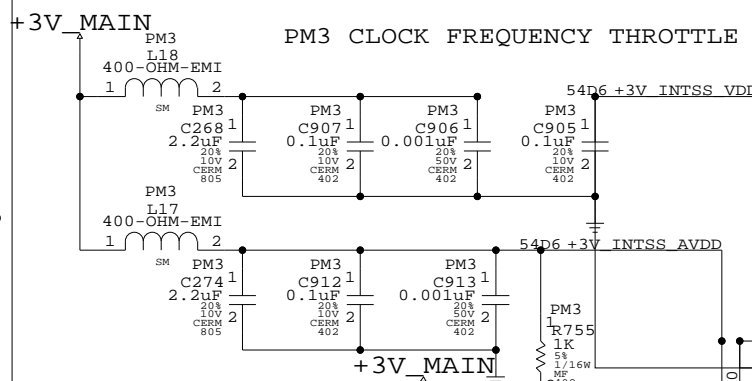 +3V_MAIN
PM3 CLOCK FREQUENCY THROTTLE
PM3
L18
400-OHM-EMI
1 2
SM
54D6 +3V_INTSS_VDD
PM3
C268 1
2.2uF
20%
10V 2
CERM
805
PM3
C907 1
0.1uF
20%
10V 2
CERM
402
PM3
C906 1
0.001uF
20%
50V 2
CERM
402
PM3
C905 1
0.1uF
20%
10V 2
CERM
402
PM3
L17
400-OHM-EMI
1 2
SM
54D6 +3V_INTSS_AVDD
PM3
C274 1
2.2uF
20%
10V 2
CERM
805
PM3
C912 1
0.1uF
20%
10V 2
CERM
402
PM3
C913 1
0.001uF
20%
50V 2
CERM
402
PM3
1
R755
1K
5%
1/16W
MF
+3V_MAIN